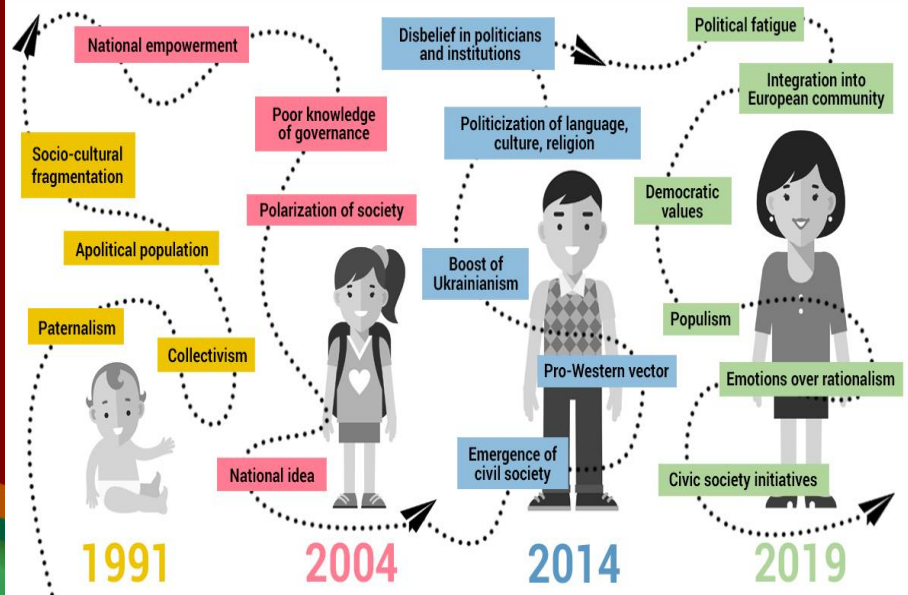 Paternalism
Collectivism
Apolitical population
Socio-cultural
fragmentation
1991
National empowerment
Poor knowledge
of governance
Polarization of society
National idea
2004
Disbelief in politicians
and institutions
Politicization of language,
culture, religion
Boost of
Ukrainianism
Pro-Western vector
Emergence of
civil society
2014
Political fatigue
Integration into
European community
Democratic
values
Populism
Emotions over rationalism
Civic society initiatives
2019